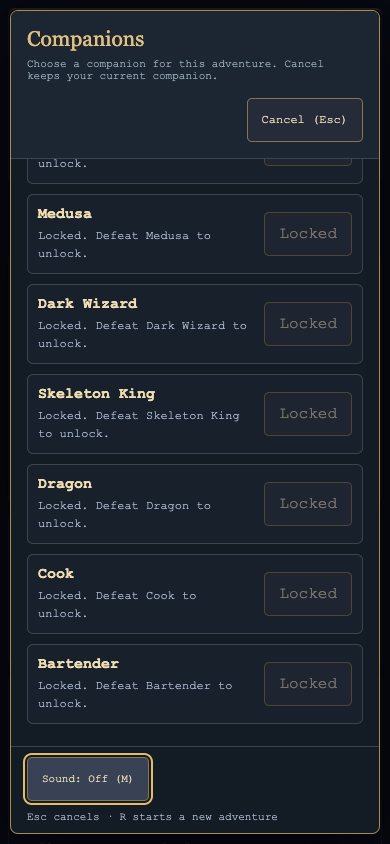 Companions
Choose a companion for this adventure. Cancel
keeps your current companion.
Cancel (Esc)
unlock.
Medusa
Locked. Defeat Medusa to
unlock.
Locked
Dark Wizard
Locked. Defeat Dark Wizard to
unlock.
Locked
Skeleton King
Locked. Defeat Skeleton King
to unlock.
Locked
Dragon
Locked. Defeat Dragon to
unlock.
Locked
Cook
Locked. Defeat Cook to
unlock.
Locked
Bartender
Locked. Defeat Bartender to
unlock.
Locked
Sound: Off (M)
Esc cancels · R starts a new adventure